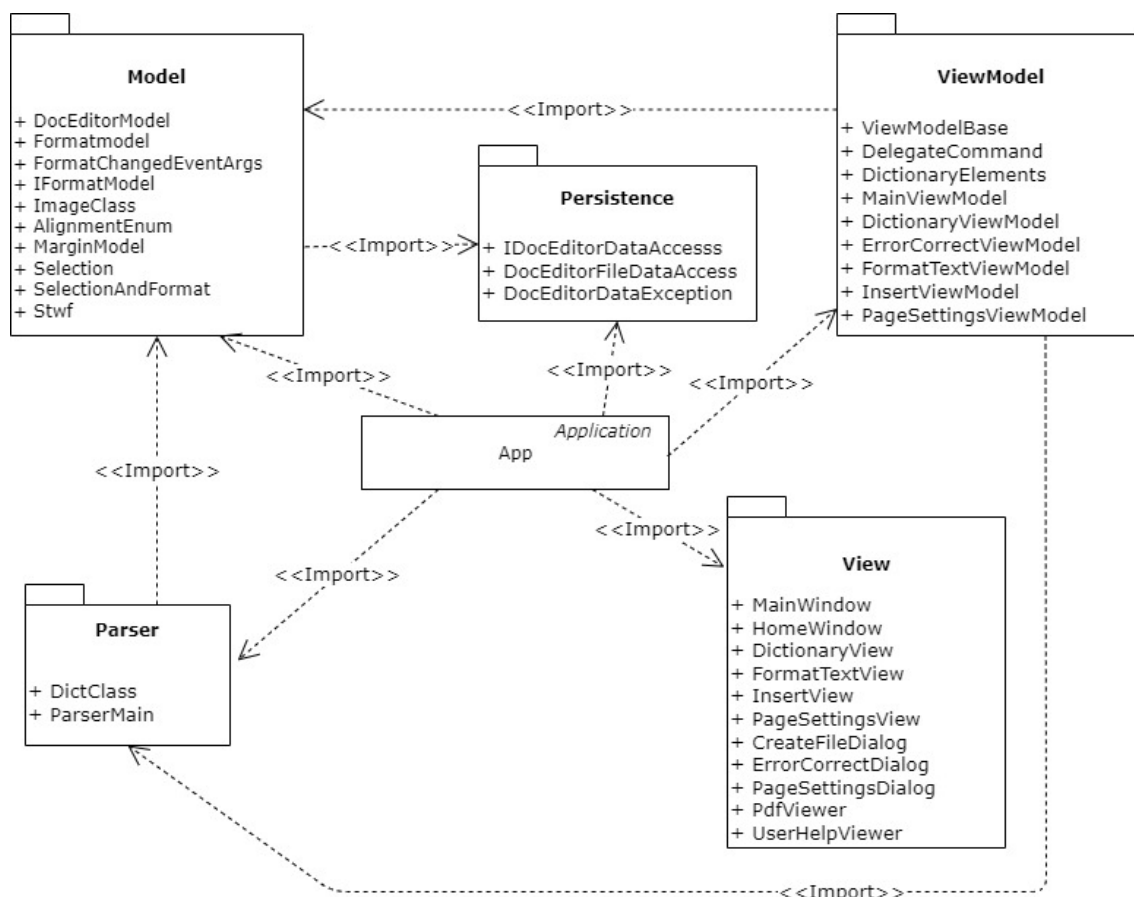 Model
+ DocEditorModel
+ Formatmodel
+ FormatChangedEventArgs
+ IFormatModel
+ ImageClass
+ AlignmentEnum
+ MarginModel
+ Selection
+ SelectionAndFormat
+ Stwf
<<Import>>
ViewModel
+ ViewModelBase
+ DelegateCommand
+ DictionaryElements
+ MainViewModel
+ DictionaryViewModel
+ ErrorCorrectViewModel
+ FormatTextViewModel
+ InsertViewModel
+ PageSettingsViewModel
<<Import>>
Persistence
+ IDocEditorDataAccesss
+ DocEditorFileDataAccess
+ DocEditorDataException
<<Import>>
<<Import>>
<<Import>>
Application
App
<<Import>>
<<Import>>
<<Import>>
Parser
+ DictClass
+ ParserMain
View
+ MainWindow
+ HomeWindow
+ DictionaryView
+ FormatTextView
+ InsertView
+ PageSettingsView
+ CreateFileDialog
+ ErrorCorrectDialog
+ PageSettingsDialog
+ PdfViewer
+ UserHelpViewer
<<Import>>